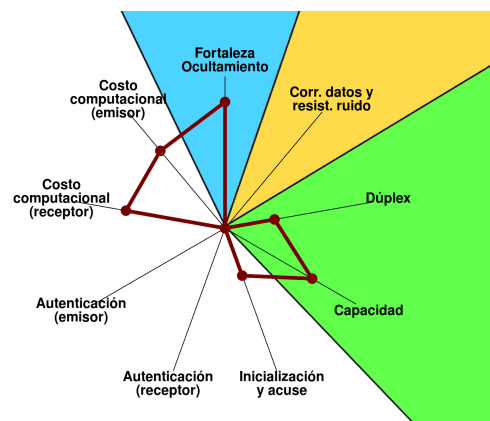 Fortaleza
Ocultamiento
Costo
computacional
(emisor)
Corr. datos y
resist. ruido
Costo
computacional
(receptor)
Dúplex
Autenticación
(emisor)
Capacidad
Autenticación
(receptor)
Inicialización
y acuse